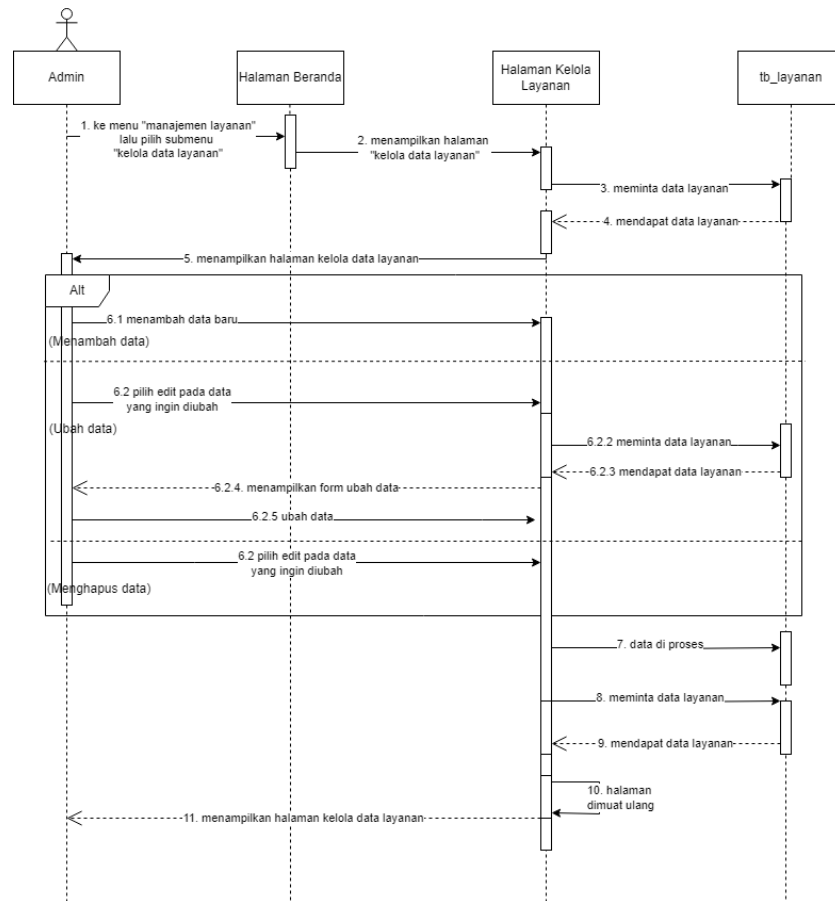 Admin
Halaman Beranda
Halaman Kelola
Layanan
tb_layanan
1. ke menu "manajemen layanan"
lalu pilih submenu
"kelola data layanan"
2. menampilkan halaman
"kelola data layanan"
3. meminta data layanan
4. mendapat data layanan
5. menampilkan halaman kelola data layanan
Alt
6.1 menambah data baru
(Menambah data)
6.2 pilih edit pada data
yang ingin diubah
(Ubah data)
6.2.2 meminta data layanan
6.2.3 mendapat data layanan
6.2.4. menampilkan form ubah data
6.2.5 ubah data
6.2 pilih edit pada data
yang ingin diubah
(Menghapus data)
7. data di proses
8. meminta data layanan
9. mendapat data layanan
10. halaman
dimuat ulang
11. menampilkan halaman kelola data layanan